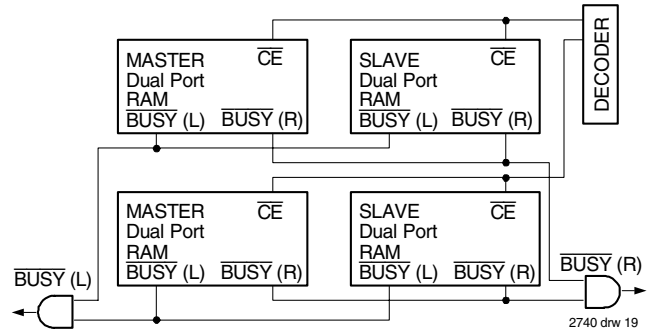 MASTER
Dual Port
RAM
CE
BUSY (L) BUSY (R)
SLAVE
Dual Port
RAM
CE
BUSY (L) BUSY (R)
DECODER
MASTER
Dual Port
RAM
CE
BUSY (L) BUSY (R)
SLAVE
Dual Port
RAM
CE
BUSY (L) BUSY (R)
BUSY (L)
BUSY (R)
2740 drw 19